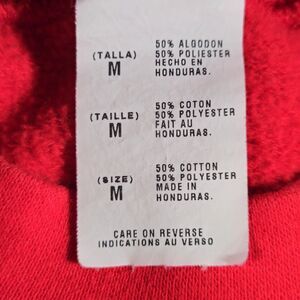 (TALLA)
M
50% ALGODON
50% POLIESTER
HECHO EN
HONDURAS.
(TAILLE)
M
50% COTON
50% POLYESTER
FAIT AU
HONDURAS.
(SIZE)
M
50% COTTON
50% POLYESTER
MADE IN
HONDURAS.
CARE ON REVERSE
INDICATIONS AU VERSO